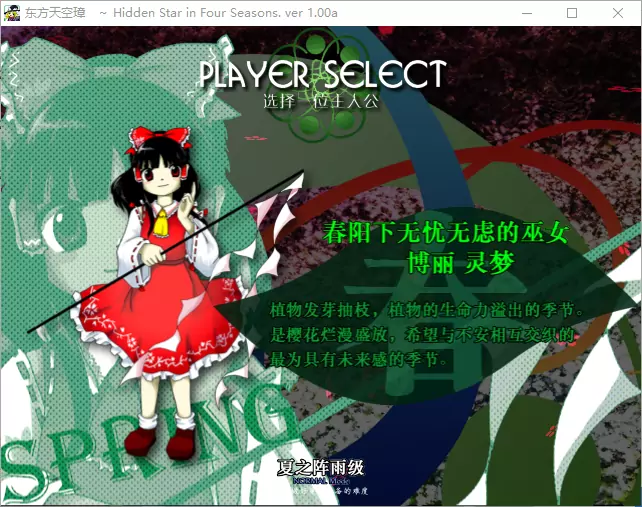 东方天空璋 ~ Hidden Star in Four Seasons. ver 1.00a
PLAYER SELECT
选择一位主人公
春阳下无忧无虑的巫女
博丽 灵梦
植物发芽抽枝，植物的生命力溢出的季节。
是樱花烂漫盛放，希望与不安相互交织的
最为具有未来感的季节。
春
SPRING
夏之阵雨级
NORMAL Mode